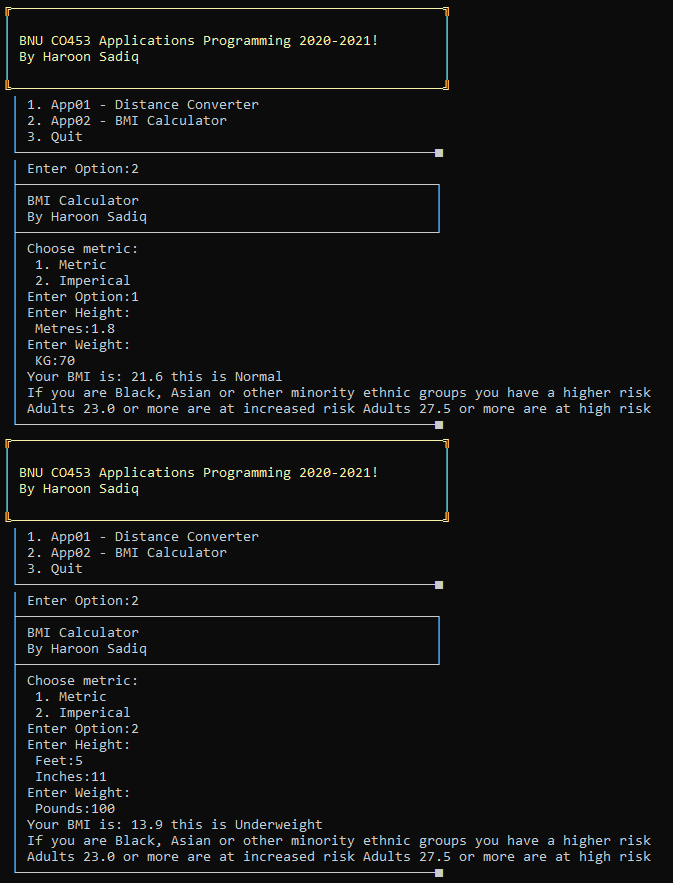 BNU CO453 Applications Programming 2020-2021!
By Haroon Sadiq
1. App01 - Distance Converter
2. App02 - BMI Calculator
3. Quit
Enter Option:2
BMI Calculator
By Haroon Sadiq
Choose metric:
1. Metric
2. Imperical
Enter Option:1
Enter Height:
Metres:1.8
Enter Weight:
KG:70
Your BMI is: 21.6 this is Normal
If you are Black, Asian or other minority ethnic groups you have a higher risk
Adults 23.0 or more are at increased risk Adults 27.5 or more are at high risk
BNU CO453 Applications Programming 2020-2021!
By Haroon Sadiq
1. App01 - Distance Converter
2. App02 - BMI Calculator
3. Quit
Enter Option:2
BMI Calculator
By Haroon Sadiq
Choose metric:
1. Metric
2. Imperical
Enter Option:2
Enter Height:
Feet:5
Inches:11
Enter Weight:
Pounds:100
Your BMI is: 13.9 this is Underweight
If you are Black, Asian or other minority ethnic groups you have a higher risk
Adults 23.0 or more are at increased risk Adults 27.5 or more are at high risk